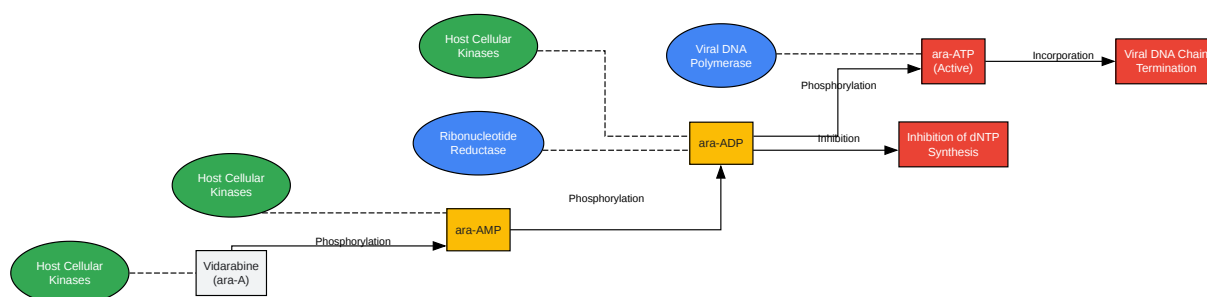 Host Cellular
Kinases
Viral DNA
Polymerase
ara-ATP
(Active)
Incorporation
Viral DNA Chain
Termination
Phosphorylation
Ribonucleotide
Reductase
ara-ADP
Inhibition
Inhibition of dNTP
Synthesis
Host Cellular
Kinases
Phosphorylation
ara-AMP
Phosphorylation
Host Cellular
Kinases
Vidarabine
(ara-A)